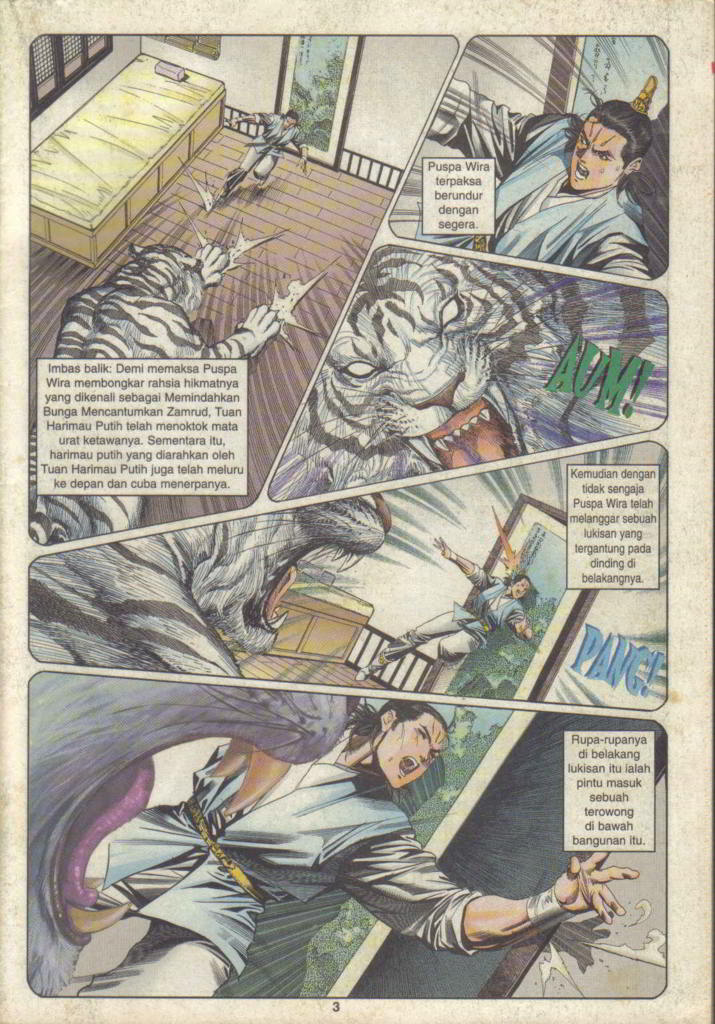 Imbas balik: Demi memaksa Puspa
Wira membongkar rahsia hikmatnya
yang dikenali sebagai Memindahkan
Bunga Mencantumkan Zamrud, Tuan
Harimau Putih telah menoktok mata
urat ketawanya. Sementara itu,
harimau putih yang diarahkan oleh
Tuan Harimau Putih juga telah meluru
ke depan dan cuba menerpanya.
Puspa Wira
terpaksa
berundur
dengan
segera.
AUM!
Kemudian dengan
tidak sengaja
Puspa Wira telah
melanggar sebuah
lukisan yang
tergantung pada
dinding di
belakangnya.
PANG!
Rupa-rupanya
di belakang
lukisan itu ialah
pintu masuk
sebuah
terowong
di bawah
bangunan itu.
3